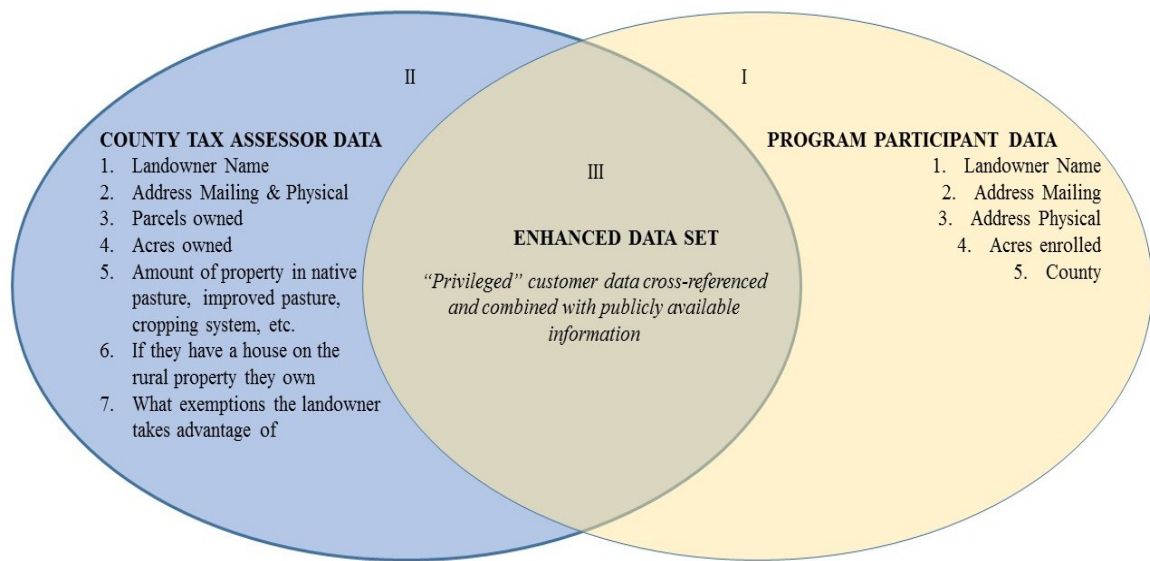 II
COUNTY TAX ASSESSOR DATA
1. Landowner Name
2. Address Mailing & Physical
3. Parcels owned
4. Acres owned
5. Amount of property in native
pasture, improved pasture,
cropping system, etc.
6. If they have a house on the
rural property they own
7. What exemptions the landowner
takes advantage of
III
ENHANCED DATA SET
“Privileged” customer data cross-referenced
and combined with publicly available
information
I
PROGRAM PARTICIPANT DATA
1. Landowner Name
2. Address Mailing
3. Address Physical
4. Acres enrolled
5. County